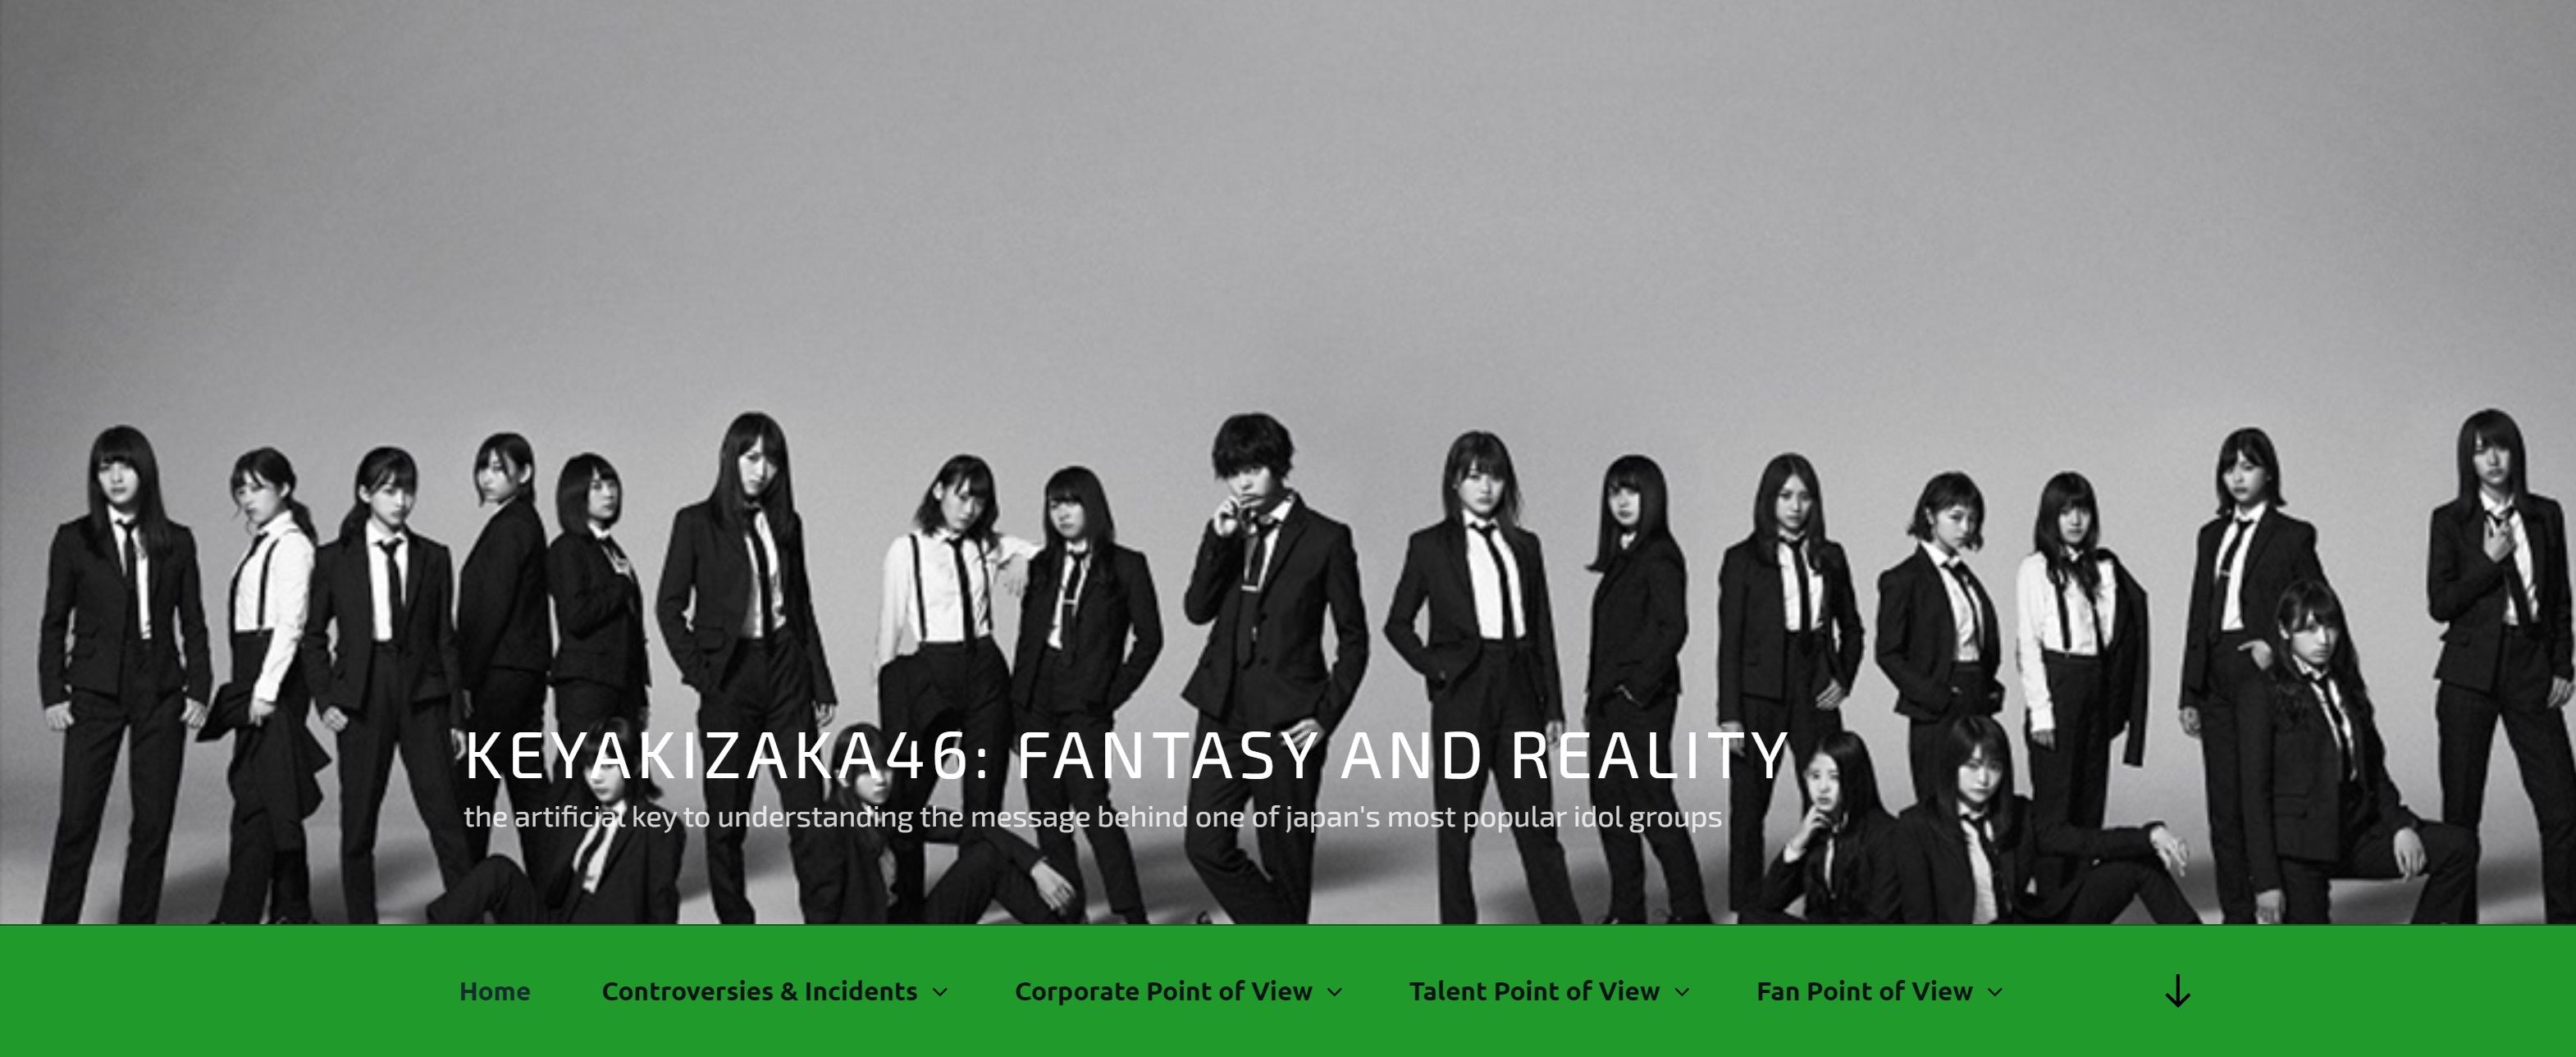 KEYAKIZAKA46: FANTASY AND REALITY
the artificial key to understanding the message behind one of japan's most popular idol groups
Home Controversies & Incidents Corporate Point of View Talent Point of View Fan Point of View